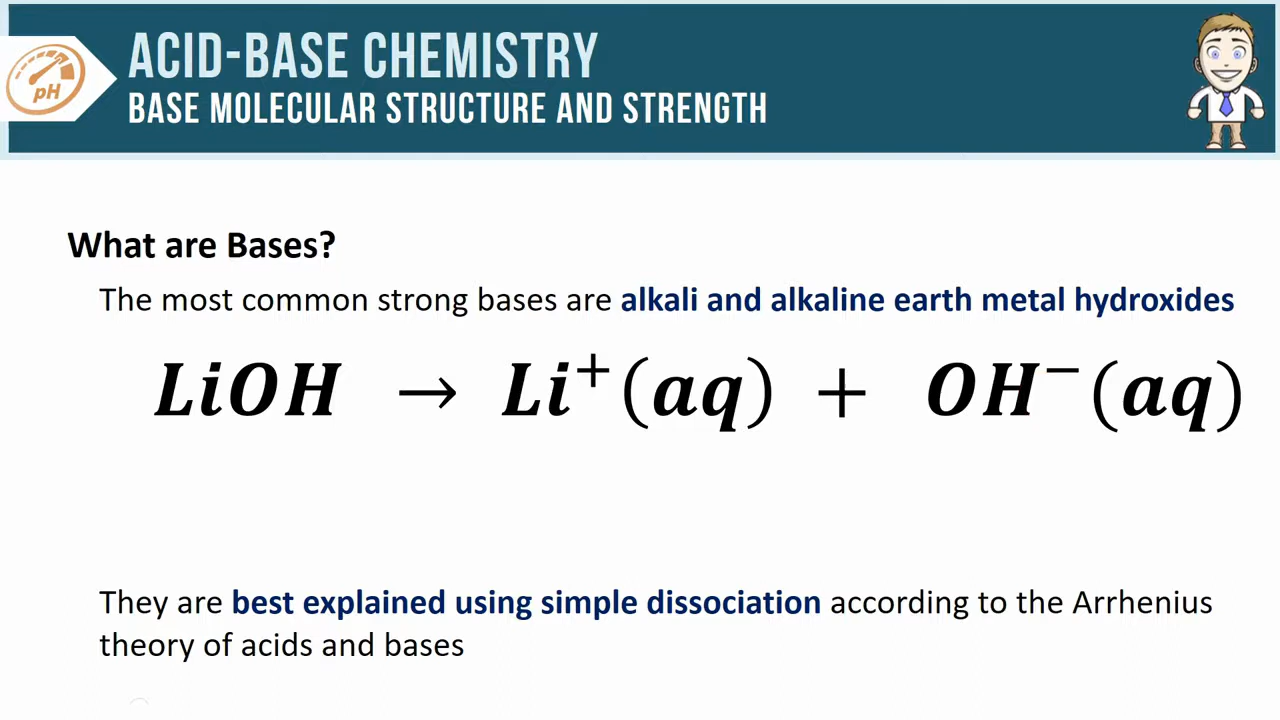 pH
ACID-BASE CHEMISTRY
BASE MOLECULAR STRUCTURE AND STRENGTH
What are Bases?
The most common strong bases are alkali and alkaline earth metal hydroxides
LiOH → Li⁺(aq) + OH⁻(aq)
They are best explained using simple dissociation according to the Arrhenius
theory of acids and bases